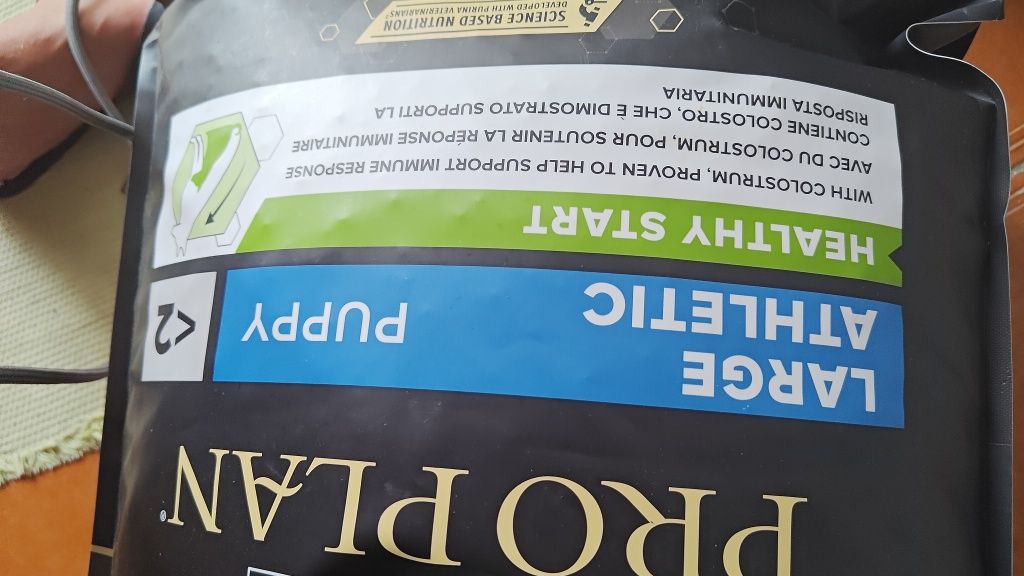 PRO PLAN®
LARGE
ATHLETIC
PUPPY
<2
HEALTHY START
WITH COLOSTRUM, PROVEN TO HELP SUPPORT IMMUNE RESPONSE
AVEC DU COLOSTRUM, POUR SOUTENIR LA RÉPONSE IMMUNITAIRE
CONTIENE COLOSTRO, CHE È DIMOSTRATO SUPPORTI LA
RISPOSTA IMMUNITARIA
SCIENCE BASED NUTRITION
DEVELOPED WITH PURINA VETERINARIANS